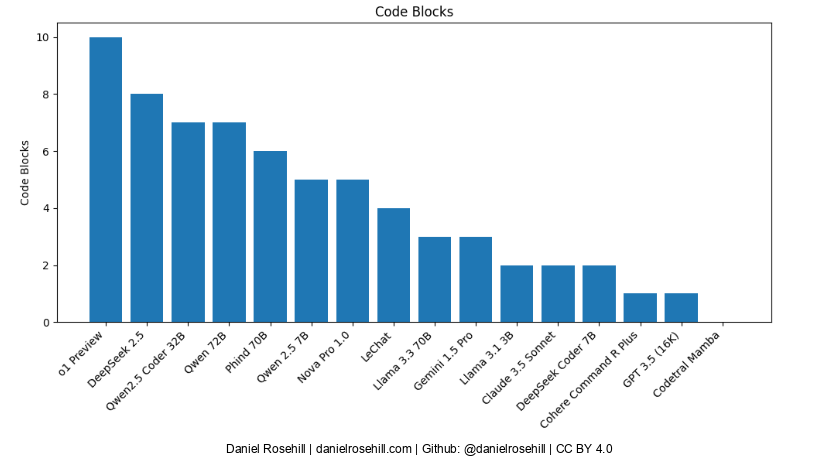 Code Blocks
Code Blocks
10
8
6
4
2
0
o1 Preview
DeepSeek 2.5
Qwen2.5 Coder 32B
Qwen 72B
Phind 70B
Qwen 2.5 7B
Nova Pro 1.0
LeChat
Llama 3.3 70B
Gemini 1.5 Pro
Llama 3.1 3B
Claude 3.5 Sonnet
DeepSeek Coder 7B
Cohere Command R Plus
GPT 3.5 (16K)
Codetral Mamba
Daniel Rosehill | danielrosehill.com | Github: @danielrosehill | CC BY 4.0